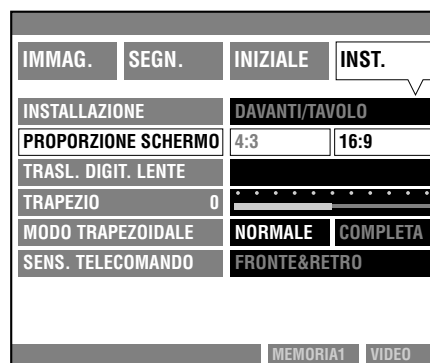 IMMAG. SEGN. INIZIALE INST.
INSTALLAZIONE DAVANTI/TAVOLO
PROPORZIONE SCHERMO 4:3 16:9
TRASL. DIGIT. LENTE
TRAPEZIO 0
MODO TRAPEZOIDALE NORMALE COMPLETA
SENS. TELECOMANDO FRONTE&RETRO
MEMORIA1 VIDEO